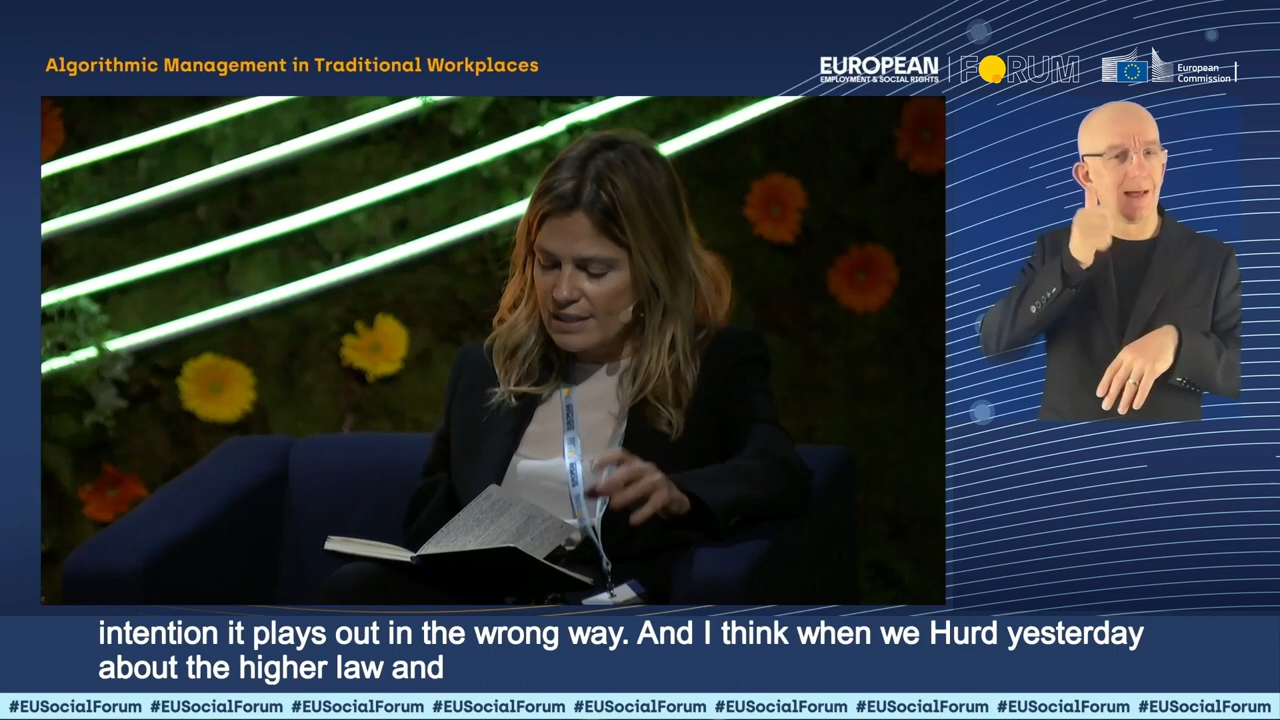 Algorithmic Management in Traditional Workplaces
EUROPEAN
EMPLOYMENT & SOCIAL RIGHTS
FORUM
European
Commission
intention it plays out in the wrong way. And I think when we Hurd yesterday
about the higher law and
#EUSocialForum #EUSocialForum #EUSocialForum #EUSocialForum #EUSocialForum #EUSocialForum #EUSocialForum #EUSocialForum #EUSocialForum